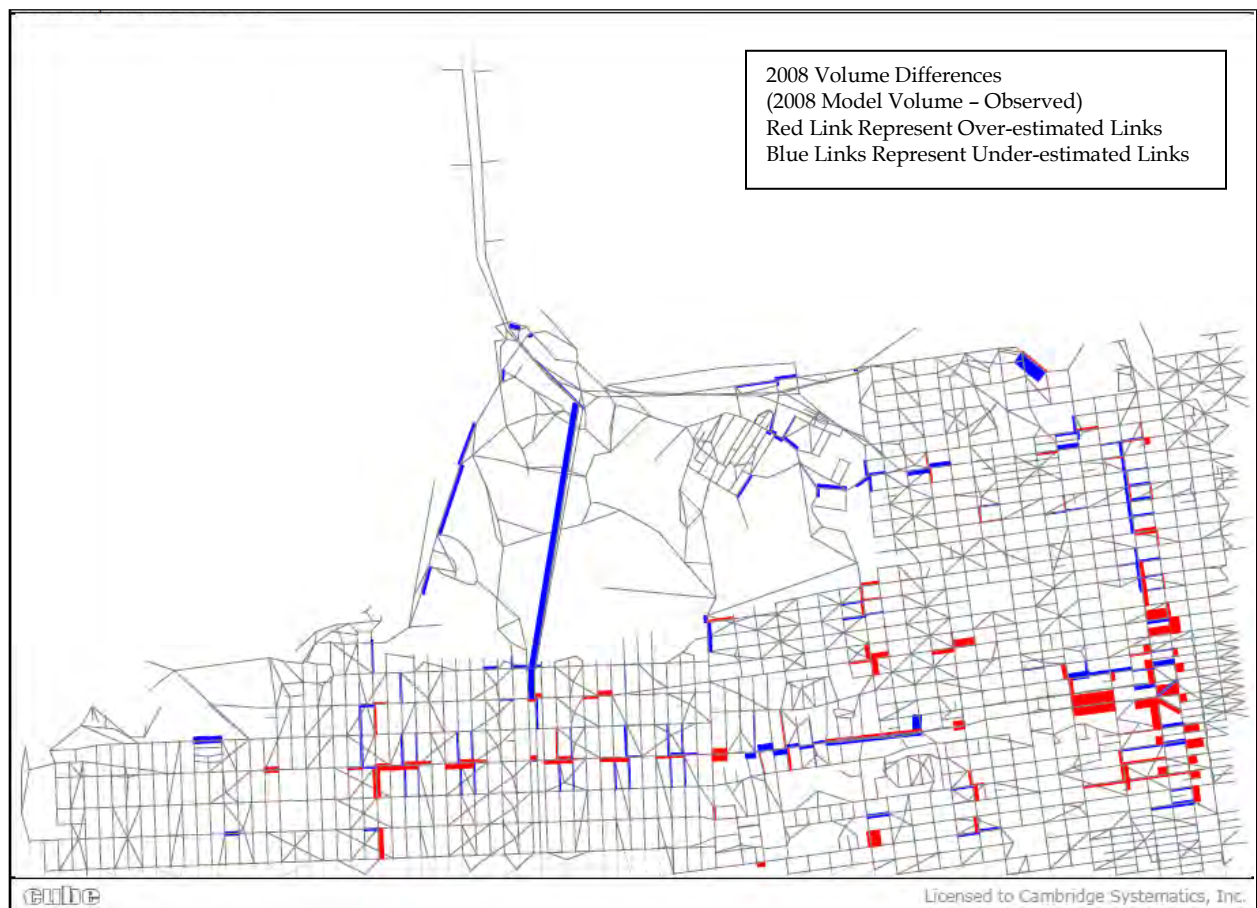 2008 Volume Differences
(2008 Model Volume – Observed)
Red Link Represent Over-estimated Links
Blue Links Represent Under-estimated Links
cube
Licensed to Cambridge Systematics, Inc.